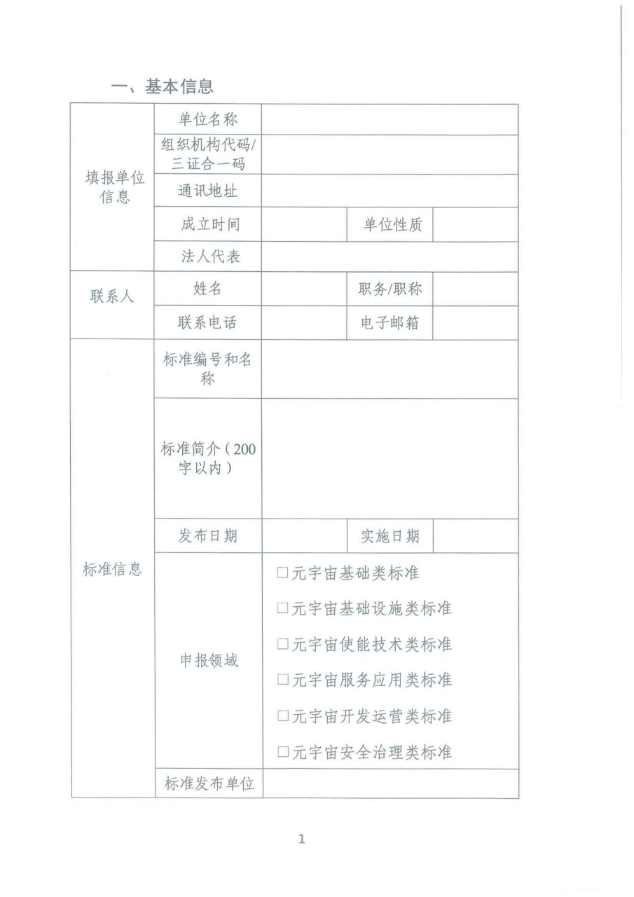 一、基本信息
填报单位
信息
单位名称
组织机构代码/
三证合一码
通讯地址
成立时间 单位性质
法人代表
联系人
姓名 职务/职称
联系电话 电子邮箱
标准信息
标准编号和名
称
标准简介（200
字以内）
发布日期 实施日期
申报领域
□元宇宙基础类标准
□元宇宙基础设施类标准
□元宇宙使能技术类标准
□元宇宙服务应用类标准
□元宇宙开发运营类标准
□元宇宙安全治理类标准
标准发布单位
1